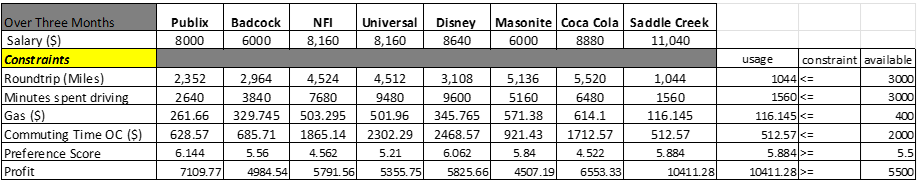 Over Three Months Publix Badcock NFI Universal Disney Masonite Coca Cola Saddle Creek
Salary ($) 8000 6000 8,160 8,160 8640 6000 8880 11,040
Constraints usage constraint available
Roundtrip (Miles) 2,352 2,964 4,524 4,512 3,108 5,136 5,520 1,044 1044 <= 3000
Minutes spent driving 2640 3840 7680 9480 9600 5160 6480 1560 1560 <= 3000
Gas ($) 261.66 329.745 503.295 501.96 345.765 571.38 614.1 116.145 116.145 <= 400
Commuting Time OC ($) 628.57 685.71 1865.14 2302.29 2468.57 921.43 1712.57 512.57 512.57 <= 2000
Preference Score 6.144 5.56 4.562 5.21 6.062 5.84 4.522 5.884 5.884 >= 5.5
Profit 7109.77 4984.54 5791.56 5355.75 5825.66 4507.19 6553.33 10411.28 10411.28 >= 5500